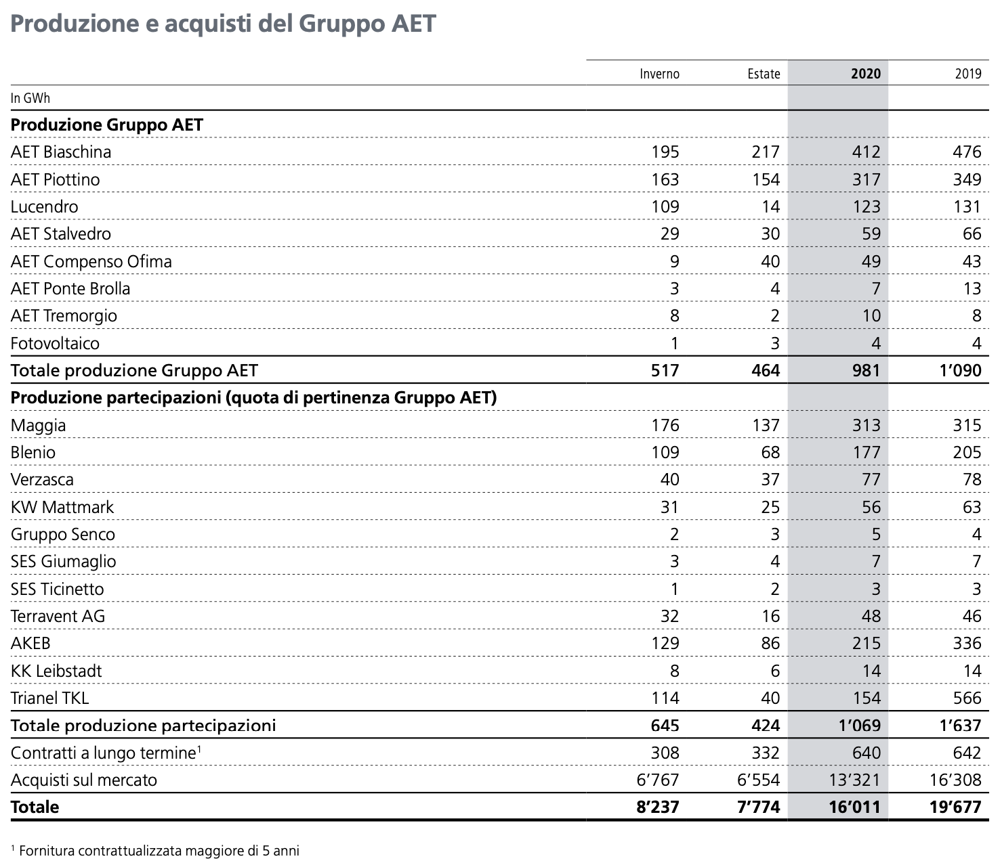 Produzione e acquisti del Gruppo AET
Inverno Estate 2020 2019
In GWh
Produzione Gruppo AET
AET Biaschina 195 217 412 476
AET Piottino 163 154 317 349
Lucendro 109 14 123 131
AET Stalvedro 29 30 59 66
AET Compenso Ofima 9 40 49 43
AET Ponte Brolla 3 4 7 13
AET Tremorgio 8 2 10 8
Fotovoltaico 1 3 4 4
Totale produzione Gruppo AET 517 464 981 1’090
Produzione partecipazioni (quota di pertinenza Gruppo AET)
Maggia 176 137 313 315
Blenio 109 68 177 205
Verzasca 40 37 77 78
KW Mattmark 31 25 56 63
Gruppo Senco 2 3 5 4
SES Giumaglio 3 4 7 7
SES Ticinetto 1 2 3 3
Terravent AG 32 16 48 46
AKEB 129 86 215 336
KK Leibstadt 8 6 14 14
Trianel TKL 114 40 154 566
Totale produzione partecipazioni 645 424 1’069 1’637
Contratti a lungo termine¹ 308 332 640 642
Acquisti sul mercato 6’767 6’554 13’321 16’308
Totale 8’237 7’774 16’011 19’677
¹ Fornitura contrattualizzata maggiore di 5 anni